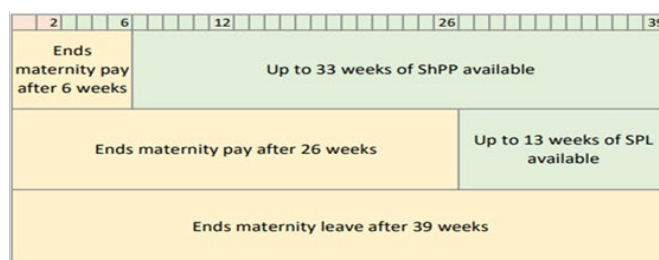 2 6 12 26 39
Ends
maternity pay
after 6 weeks
Up to 33 weeks of ShPP available
Ends maternity pay after 26 weeks
Up to 13 weeks of SPL
available
Ends maternity leave after 39 weeks